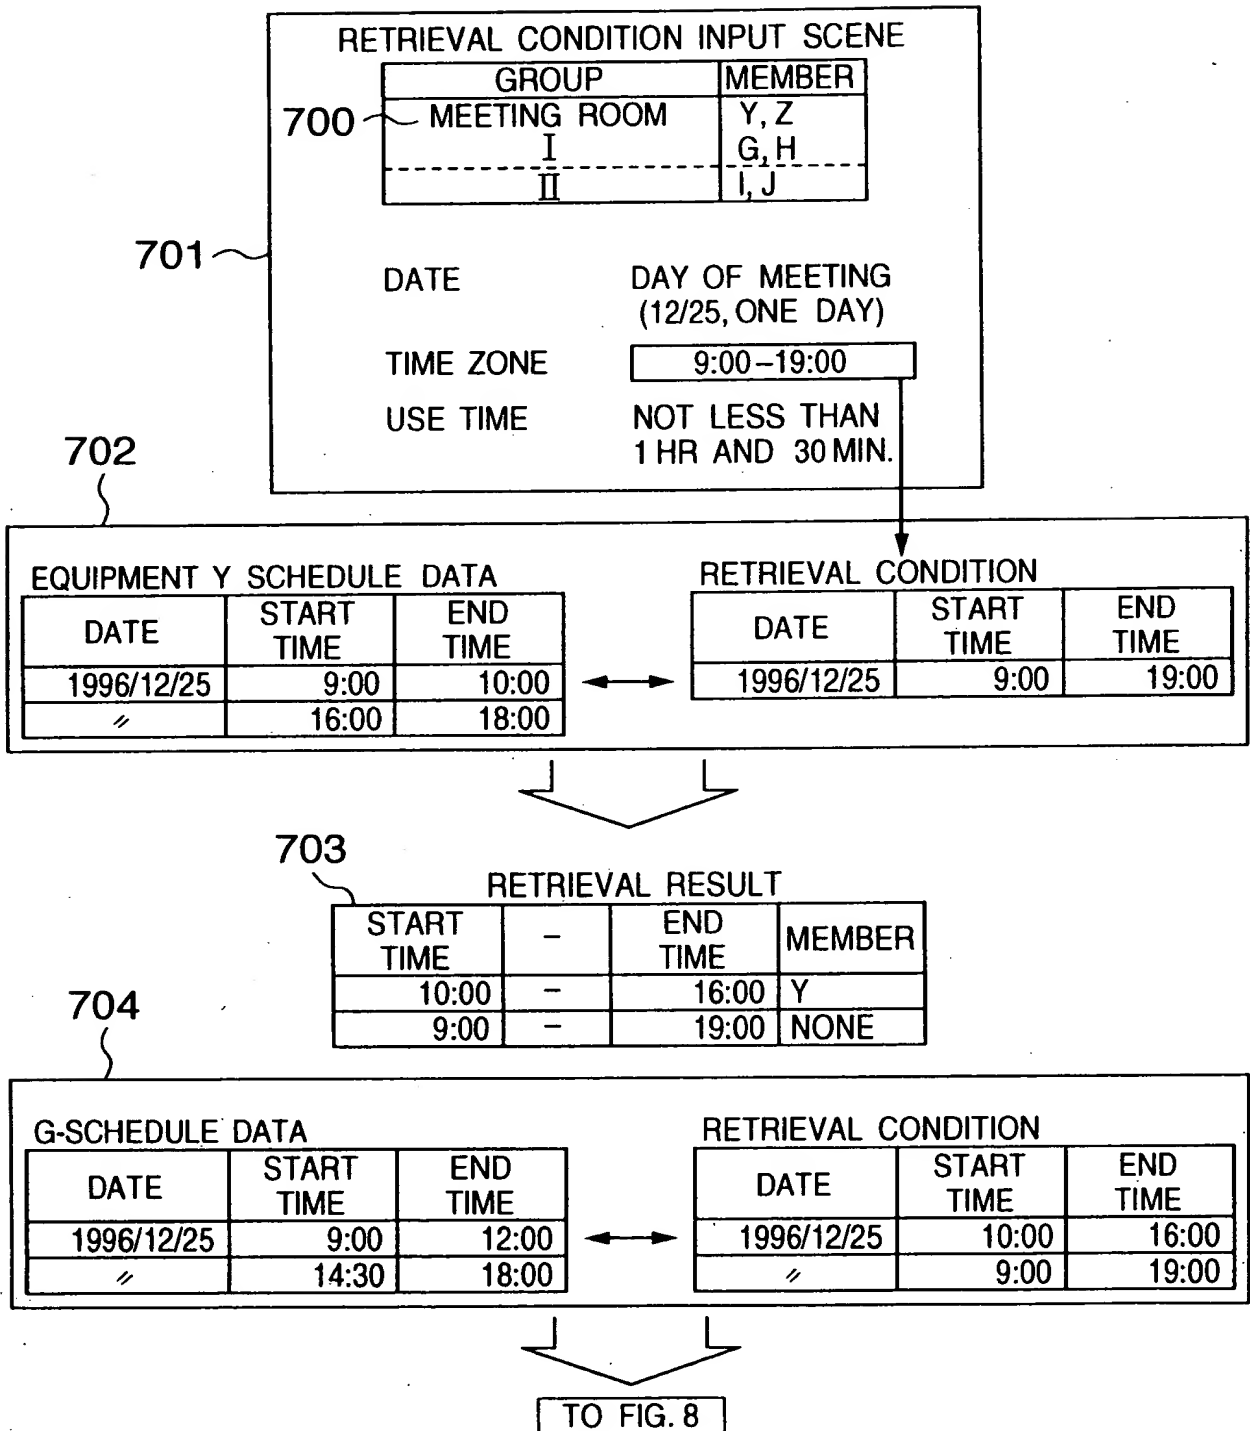 RETRIEVAL CONDITION INPUT SCENE
GROUP MEMBER
700 MEETING ROOM Y, Z
I G, H
II I, J
701
DATE DAY OF MEETING
(12/25, ONE DAY)
TIME ZONE 9:00–19:00
USE TIME NOT LESS THAN
1 HR AND 30 MIN.
702
EQUIPMENT Y SCHEDULE DATA
DATE START TIME END TIME
1996/12/25 9:00 10:00
〃 16:00 18:00
RETRIEVAL CONDITION
DATE START TIME END TIME
1996/12/25 9:00 19:00
703
RETRIEVAL RESULT
START TIME – END TIME MEMBER
10:00 – 16:00 Y
9:00 – 19:00 NONE
704
G-SCHEDULE DATA
DATE START TIME END TIME
1996/12/25 9:00 12:00
〃 14:30 18:00
RETRIEVAL CONDITION
DATE START TIME END TIME
1996/12/25 10:00 16:00
〃 9:00 19:00
TO FIG. 8